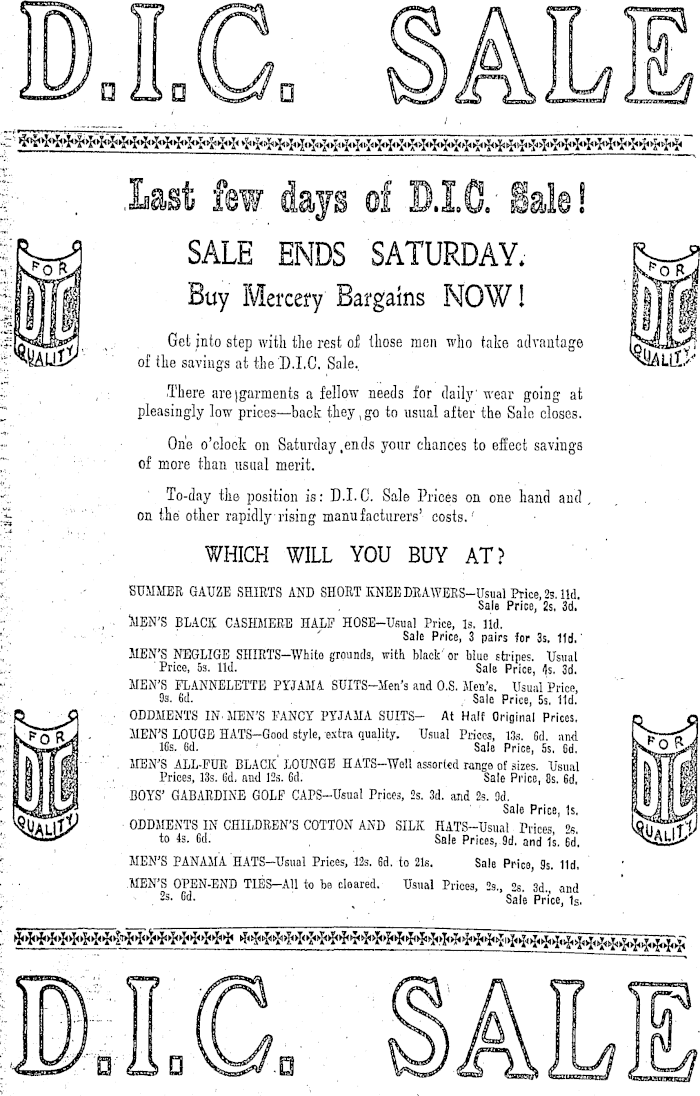 D.I.C. SALE
Last few days of D.I.C. Sale!
SALE ENDS SATURDAY.
Buy Mercery Bargains NOW!
FOR
DIC
QUALITY
FOR
DIC
QUALITY
Get into step with the rest of those men who take advantage
of the savings at the D.I.C. Sale.
There are garments a fellow needs for daily wear going at
pleasingly low prices—back they go to usual after the Sale closes.
One o'clock on Saturday ends your chances to effect savings
of more than usual merit.
To-day the position is: D.I.C. Sale Prices on one hand and
on the other rapidly rising manufacturers' costs.
WHICH WILL YOU BUY AT?
SUMMER GAUZE SHIRTS AND SHORT KNEE DRAWERS—Usual Price, 2s. 11d.
Sale Price, 2s. 3d.
MEN'S BLACK CASHMERE HALF HOSE—Usual Price, 1s. 11d.
Sale Price, 3 pairs for 3s. 11d.
MEN'S NEGLIGE SHIRTS—White grounds, with black or blue stripes. Usual
Price, 5s. 11d. Sale Price, 4s. 3d.
MEN'S FLANNELETTE PYJAMA SUITS—Men's and O.S. Men's. Usual Price,
9s. 6d. Sale Price, 5s. 11d.
ODDMENTS IN MEN'S FANCY PYJAMA SUITS— At Half Original Prices.
MEN'S LOUGE HATS—Good style, extra quality. Usual Prices, 13s. 6d. and
16s. 6d. Sale Price, 5s. 6d.
MEN'S ALL-FUR BLACK LOUNGE HATS—Well assorted range of sizes. Usual
Prices, 13s. 6d. and 12s. 6d. Sale Price, 8s. 6d.
BOYS' GABARDINE GOLF CAPS—Usual Prices, 2s. 3d. and 2s. 9d.
Sale Price, 1s.
ODDMENTS IN CHILDREN'S COTTON AND SILK HATS—Usual Prices, 2s.
to 4s. 6d. Sale Prices, 9d. and 1s. 6d.
MEN'S PANAMA HATS—Usual Prices, 12s. 6d. to 21s. Sale Price, 9s. 11d.
MEN'S OPEN-END TIES—All to be cleared. Usual Prices, 2s., 2s. 3d., and
2s. 6d. Sale Price, 1s.
FOR
DIC
QUALITY
FOR
DIC
QUALITY
D.I.C. SALE